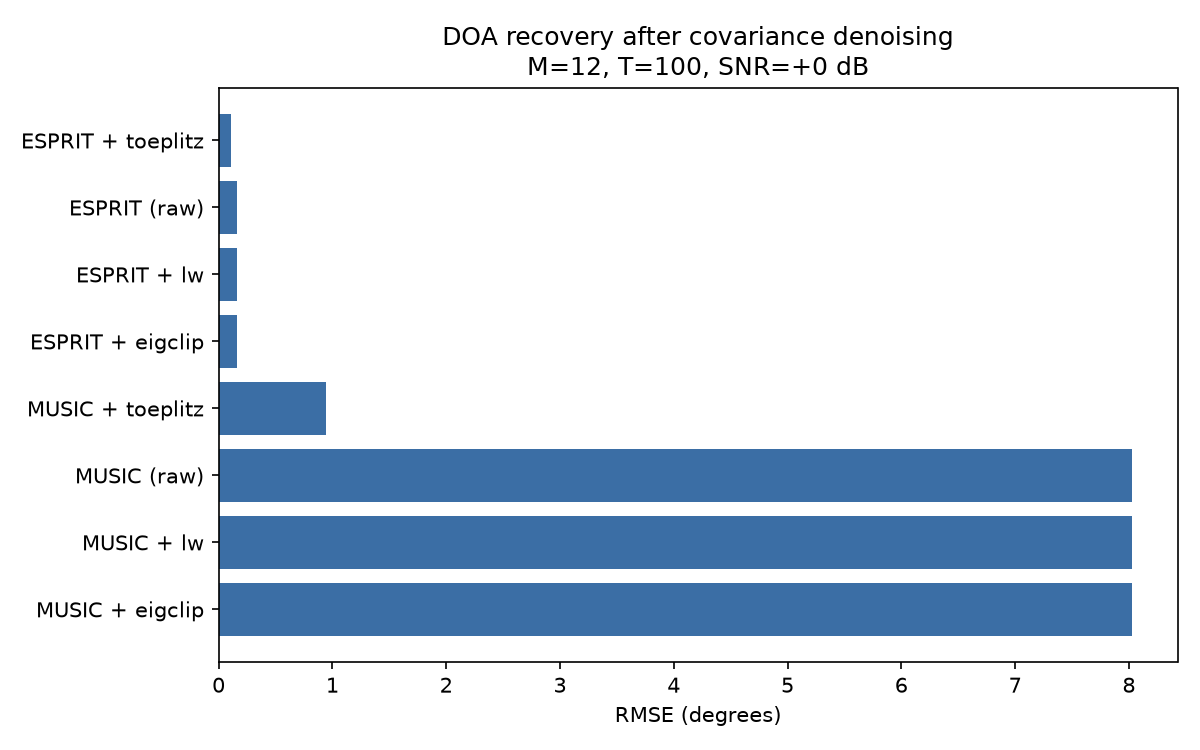 DOA recovery after covariance denoising
M=12, T=100, SNR=+0 dB
ESPRIT + toeplitz
ESPRIT (raw)
ESPRIT + lw
ESPRIT + eigclip
MUSIC + toeplitz
MUSIC (raw)
MUSIC + lw
MUSIC + eigclip
0 1 2 3 4 5 6 7 8
RMSE (degrees)